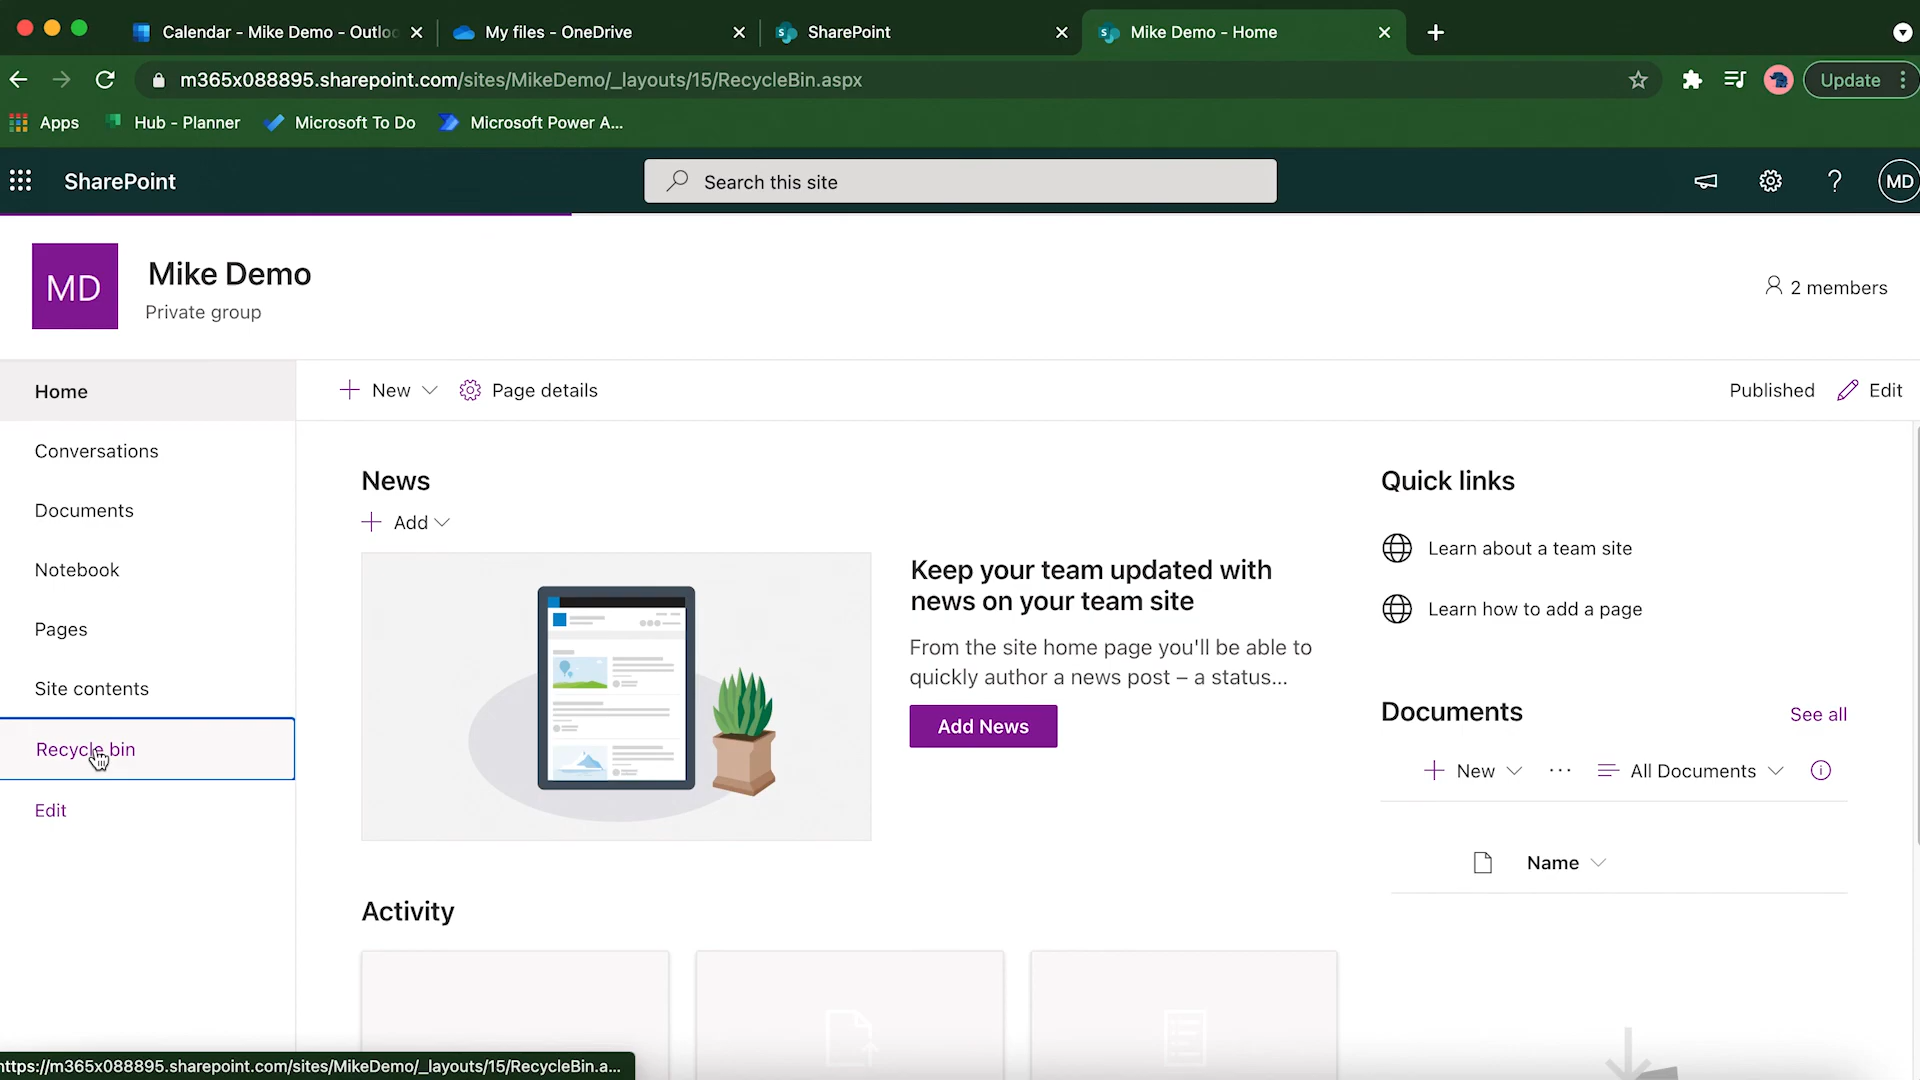 Calendar - Mike Demo - Outloo
My files - OneDrive
SharePoint
Mike Demo - Home
m365x088895.sharepoint.com/sites/MikeDemo/_layouts/15/RecycleBin.aspx
Update
Apps
Hub - Planner
Microsoft To Do
Microsoft Power A...
SharePoint
Search this site
MD
MD
Mike Demo
Private group
2 members
Home
Conversations
Documents
Notebook
Pages
Site contents
Recycle bin
Edit
New
Page details
Published
Edit
News
Add
Keep your team updated with
news on your team site
From the site home page you'll be able to
quickly author a news post – a status...
Add News
Activity
Quick links
Learn about a team site
Learn how to add a page
Documents
See all
New
All Documents
Name
https://m365x088895.sharepoint.com/sites/MikeDemo/_layouts/15/RecycleBin.a...